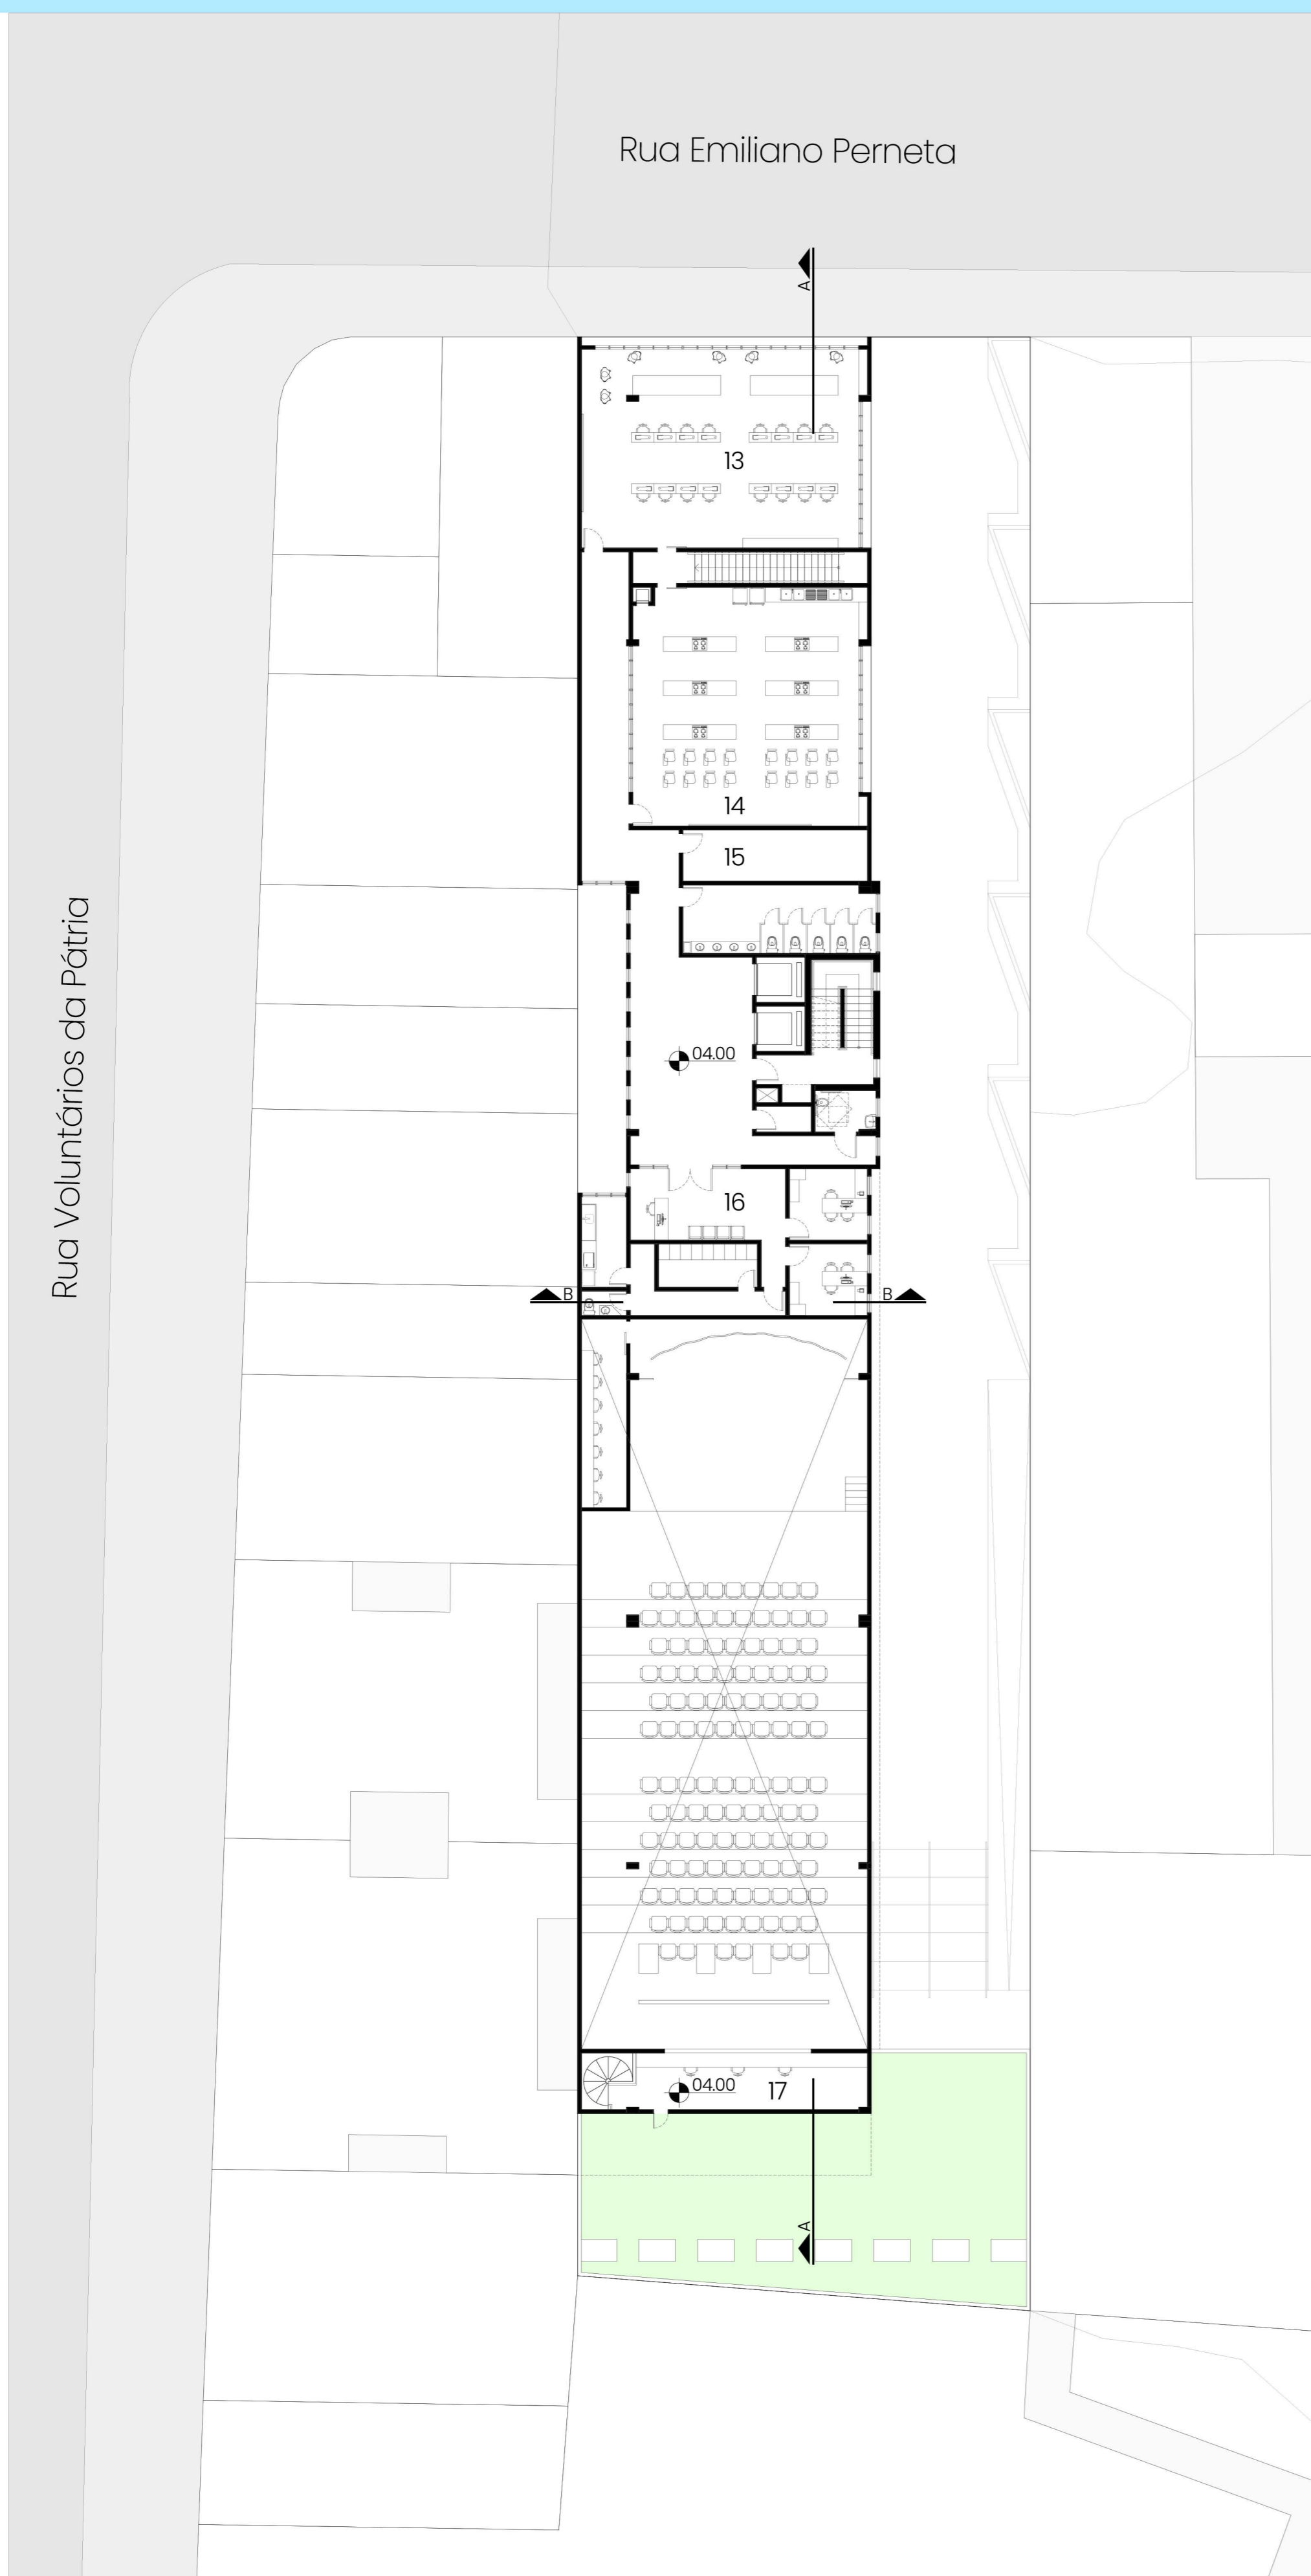 Rua Emiliano Perneta
A
13
14
15
Rua Voluntários da Pátria
04.00
16
B
B
04.00
17
A